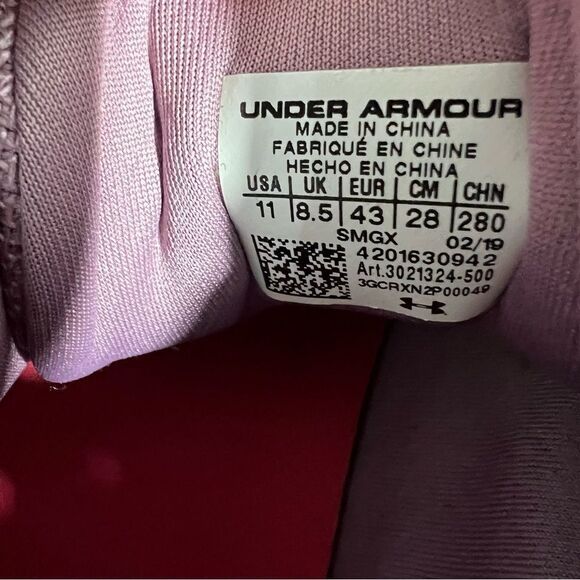 UNDER ARMOUR
MADE IN CHINA
FABRIQUÉ EN CHINE
HECHO EN CHINA
USA | UK | EUR | CM | CHN
11 | 8.5 | 43 | 28 | 280
SMGX 02/19
4201630942
Art.3021324-500
3GCRXN2P00049